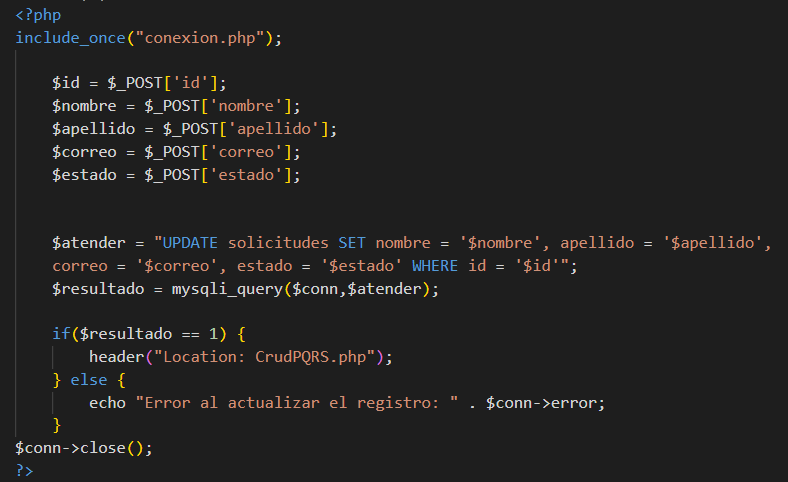 <?php
include_once("conexion.php");
$id = $_POST['id'];
$nombre = $_POST['nombre'];
$apellido = $_POST['apellido'];
$correo = $_POST['correo'];
$estado = $_POST['estado'];
$atender = "UPDATE solicitudes SET nombre = '$nombre', apellido = '$apellido',
correo = '$correo', estado = '$estado' WHERE id = '$id'";
$resultado = mysqli_query($conn,$atender);
if($resultado == 1) {
header("Location: CrudPQRS.php");
} else {
echo "Error al actualizar el registro: " . $conn->error;
}
$conn->close();
?>